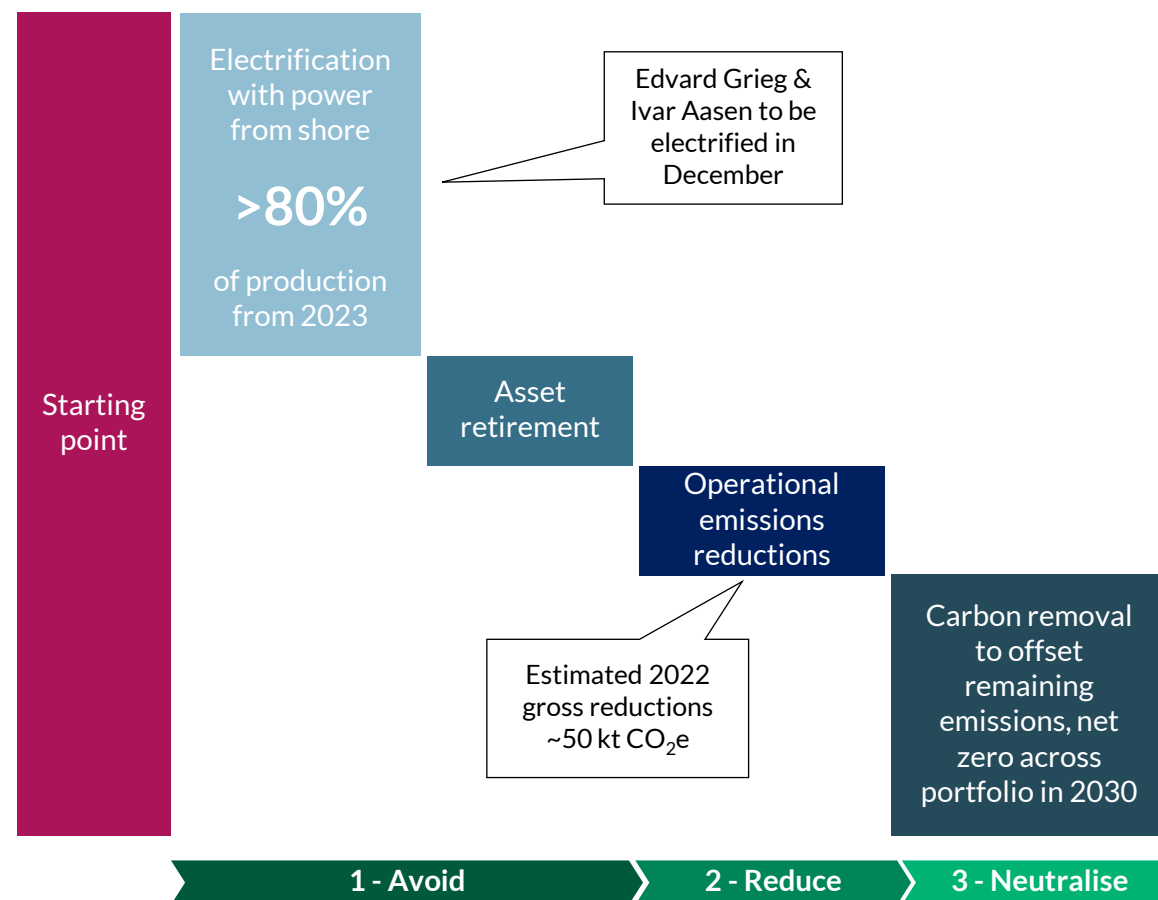 Starting
point
Electrification
with power
from shore
>80%
of production
from 2023
Edvard Grieg &
Ivar Aasen to be
electrified in
December
Asset
retirement
Operational
emissions
reductions
Estimated 2022
gross reductions
~50 kt CO₂e
Carbon removal
to offset
remaining
emissions, net
zero across
portfolio in 2030
1 - Avoid
2 - Reduce
3 - Neutralise